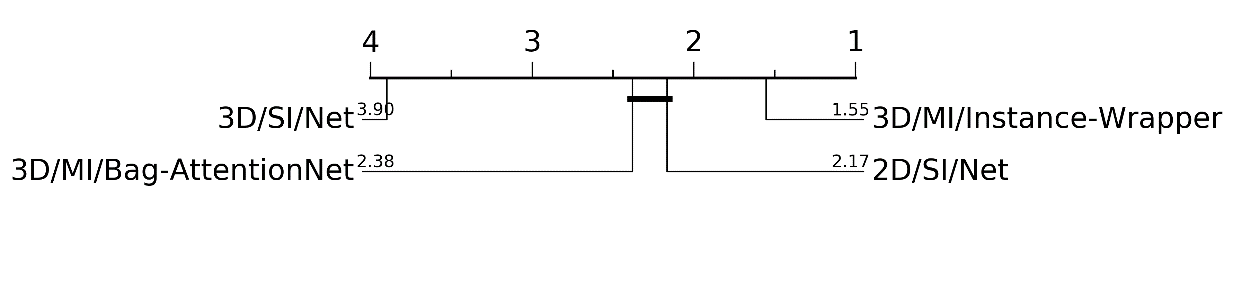 4 3 2 1
3D/SI/Net 3.90 1.55 3D/MI/Instance-Wrapper
3D/MI/Bag-AttentionNet 2.38 2.17 2D/SI/Net